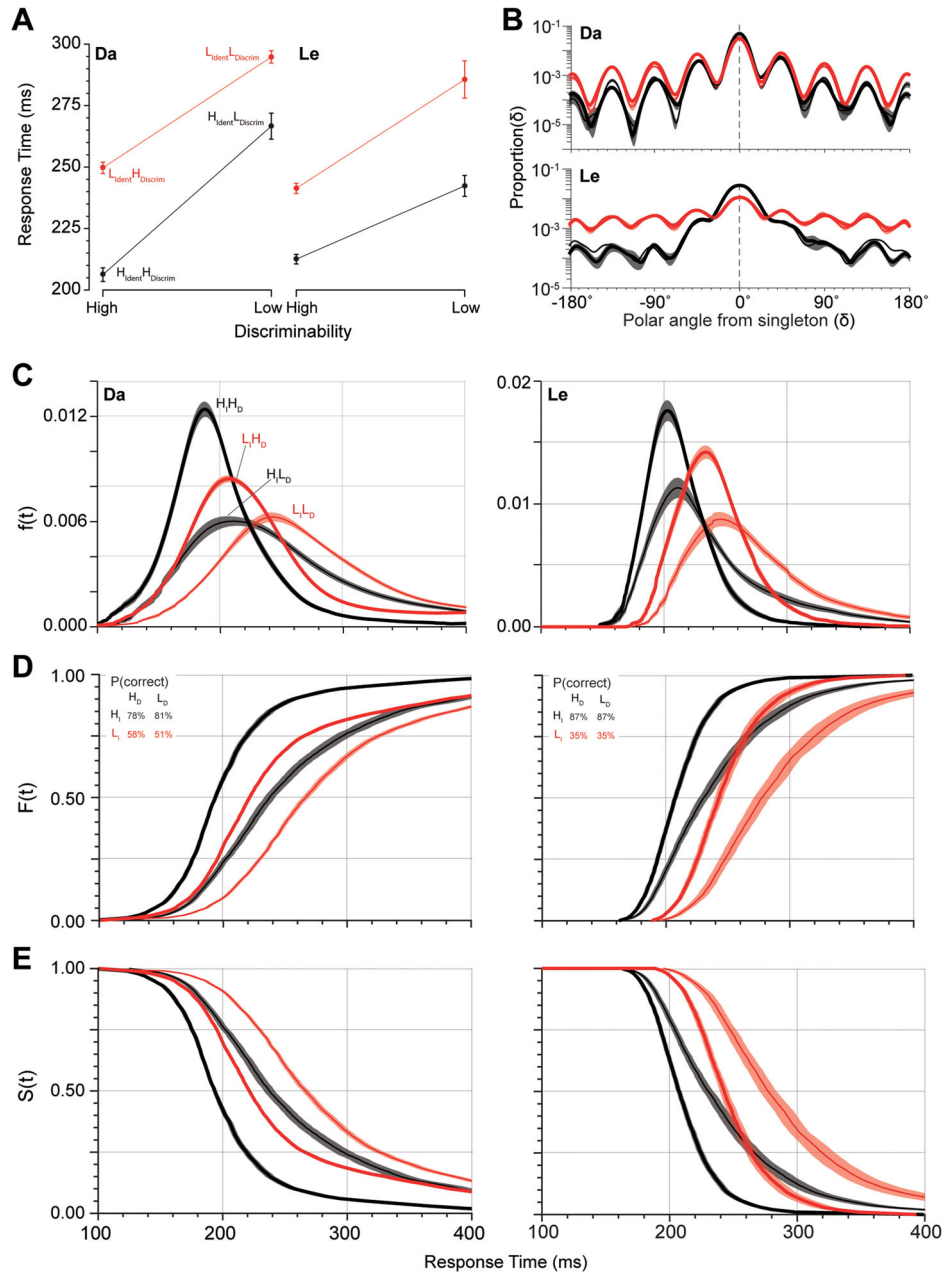 A
B
Da
Le
Response Time (ms)
300
275
250
225
200
L_Ident L_Discrim
H_Ident L_Discrim
L_Ident H_Discrim
H_Ident H_Discrim
High
Low
High
Low
Discriminability
Proportion(δ)
Da
10^-1
10^-3
10^-5
Le
10^-1
10^-3
10^-5
-180°
-90°
0°
90°
180°
Polar angle from singleton (δ)
C
Da
f(t)
0.012
0.006
0.000
H_I H_D
L_I H_D
H_I L_D
L_I L_D
Le
0.02
0.01
0.00
D
F(t)
1.00
0.50
0.00
P(correct)
H_D L_D
H_I 78% 81%
L_I 58% 51%
P(correct)
H_D L_D
H_I 87% 87%
L_I 35% 35%
E
S(t)
1.00
0.50
0.00
100
200
300
400
100
200
300
400
Response Time (ms)